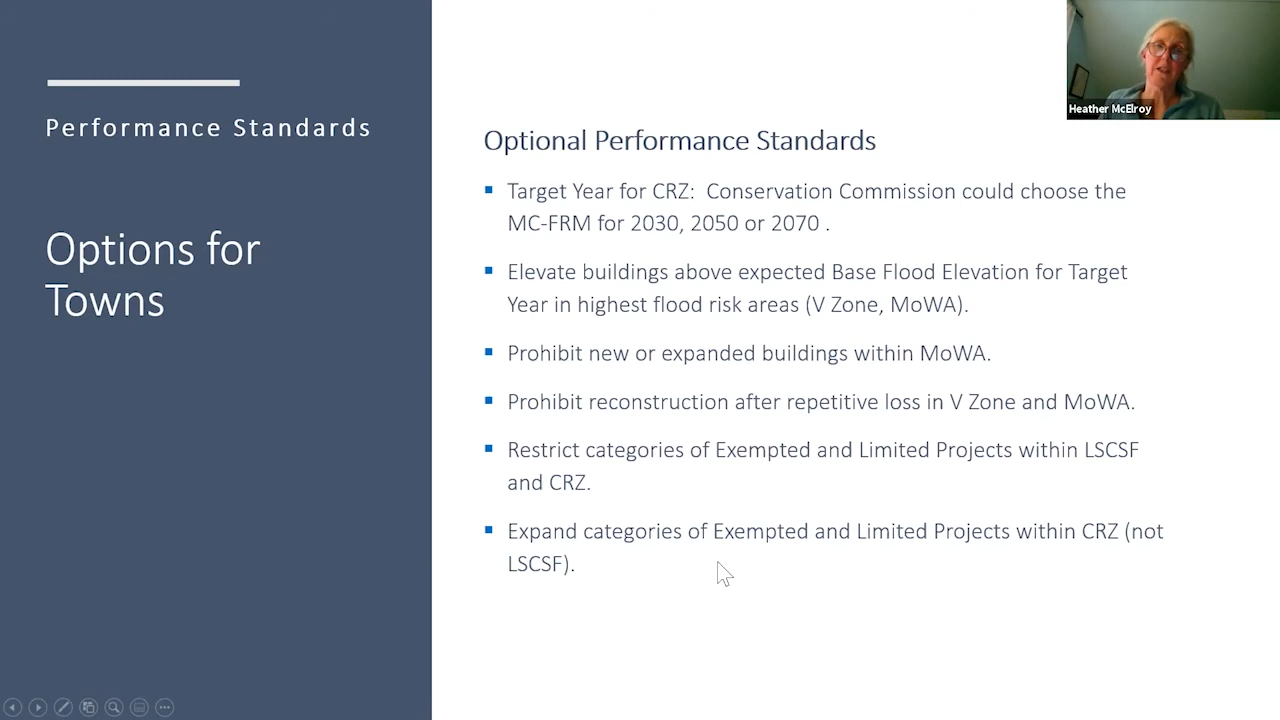 Performance Standards
Options for
Towns
Heather McElroy
Optional Performance Standards
Target Year for CRZ: Conservation Commission could choose the
MC-FRM for 2030, 2050 or 2070 .
Elevate buildings above expected Base Flood Elevation for Target
Year in highest flood risk areas (V Zone, MoWA).
Prohibit new or expanded buildings within MoWA.
Prohibit reconstruction after repetitive loss in V Zone and MoWA.
Restrict categories of Exempted and Limited Projects within LSCSF
and CRZ.
Expand categories of Exempted and Limited Projects within CRZ (not
LSCSF).